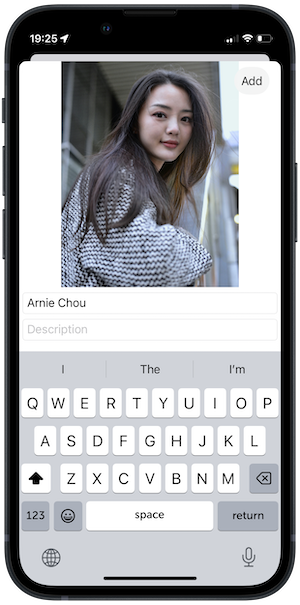 19:25
Add
Arnie Chou
Description
I The I'm
Q W E R T Y U I O P
A S D F G H J K L
Z X C V B N M
123 space return